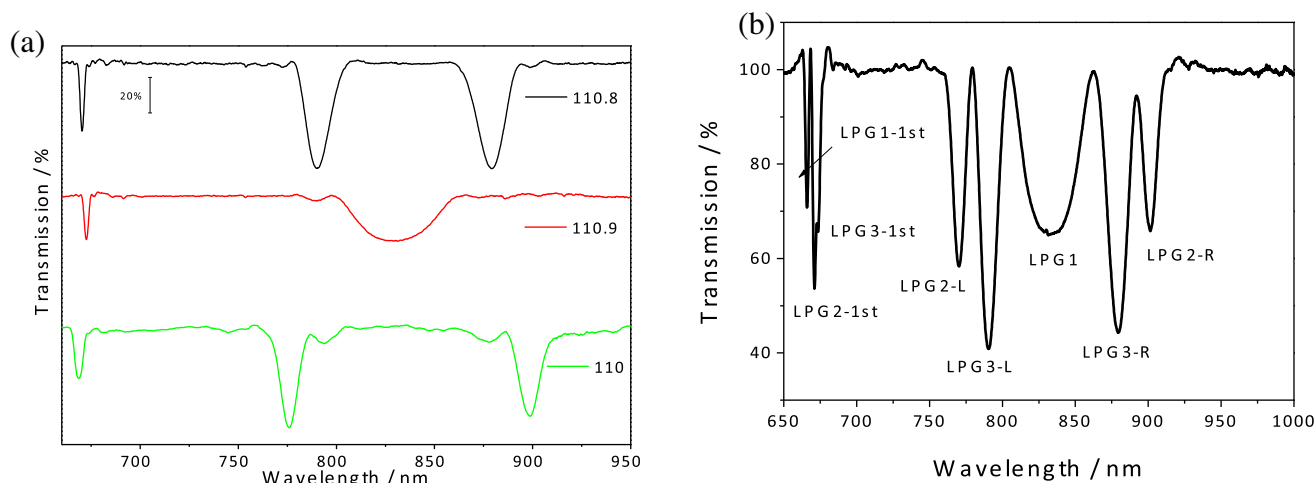 (a)
Transmission / %
20%
110.8
110.9
110
700 750 800 850 900 950
Wavelength / nm
(b)
Transmission / %
100
80
60
40
LPG1-1st
LPG3-1st
LPG2-1st
LPG2-L
LPG3-L
LPG1
LPG3-R
LPG2-R
650 700 750 800 850 900 950 1000
Wavelength / nm